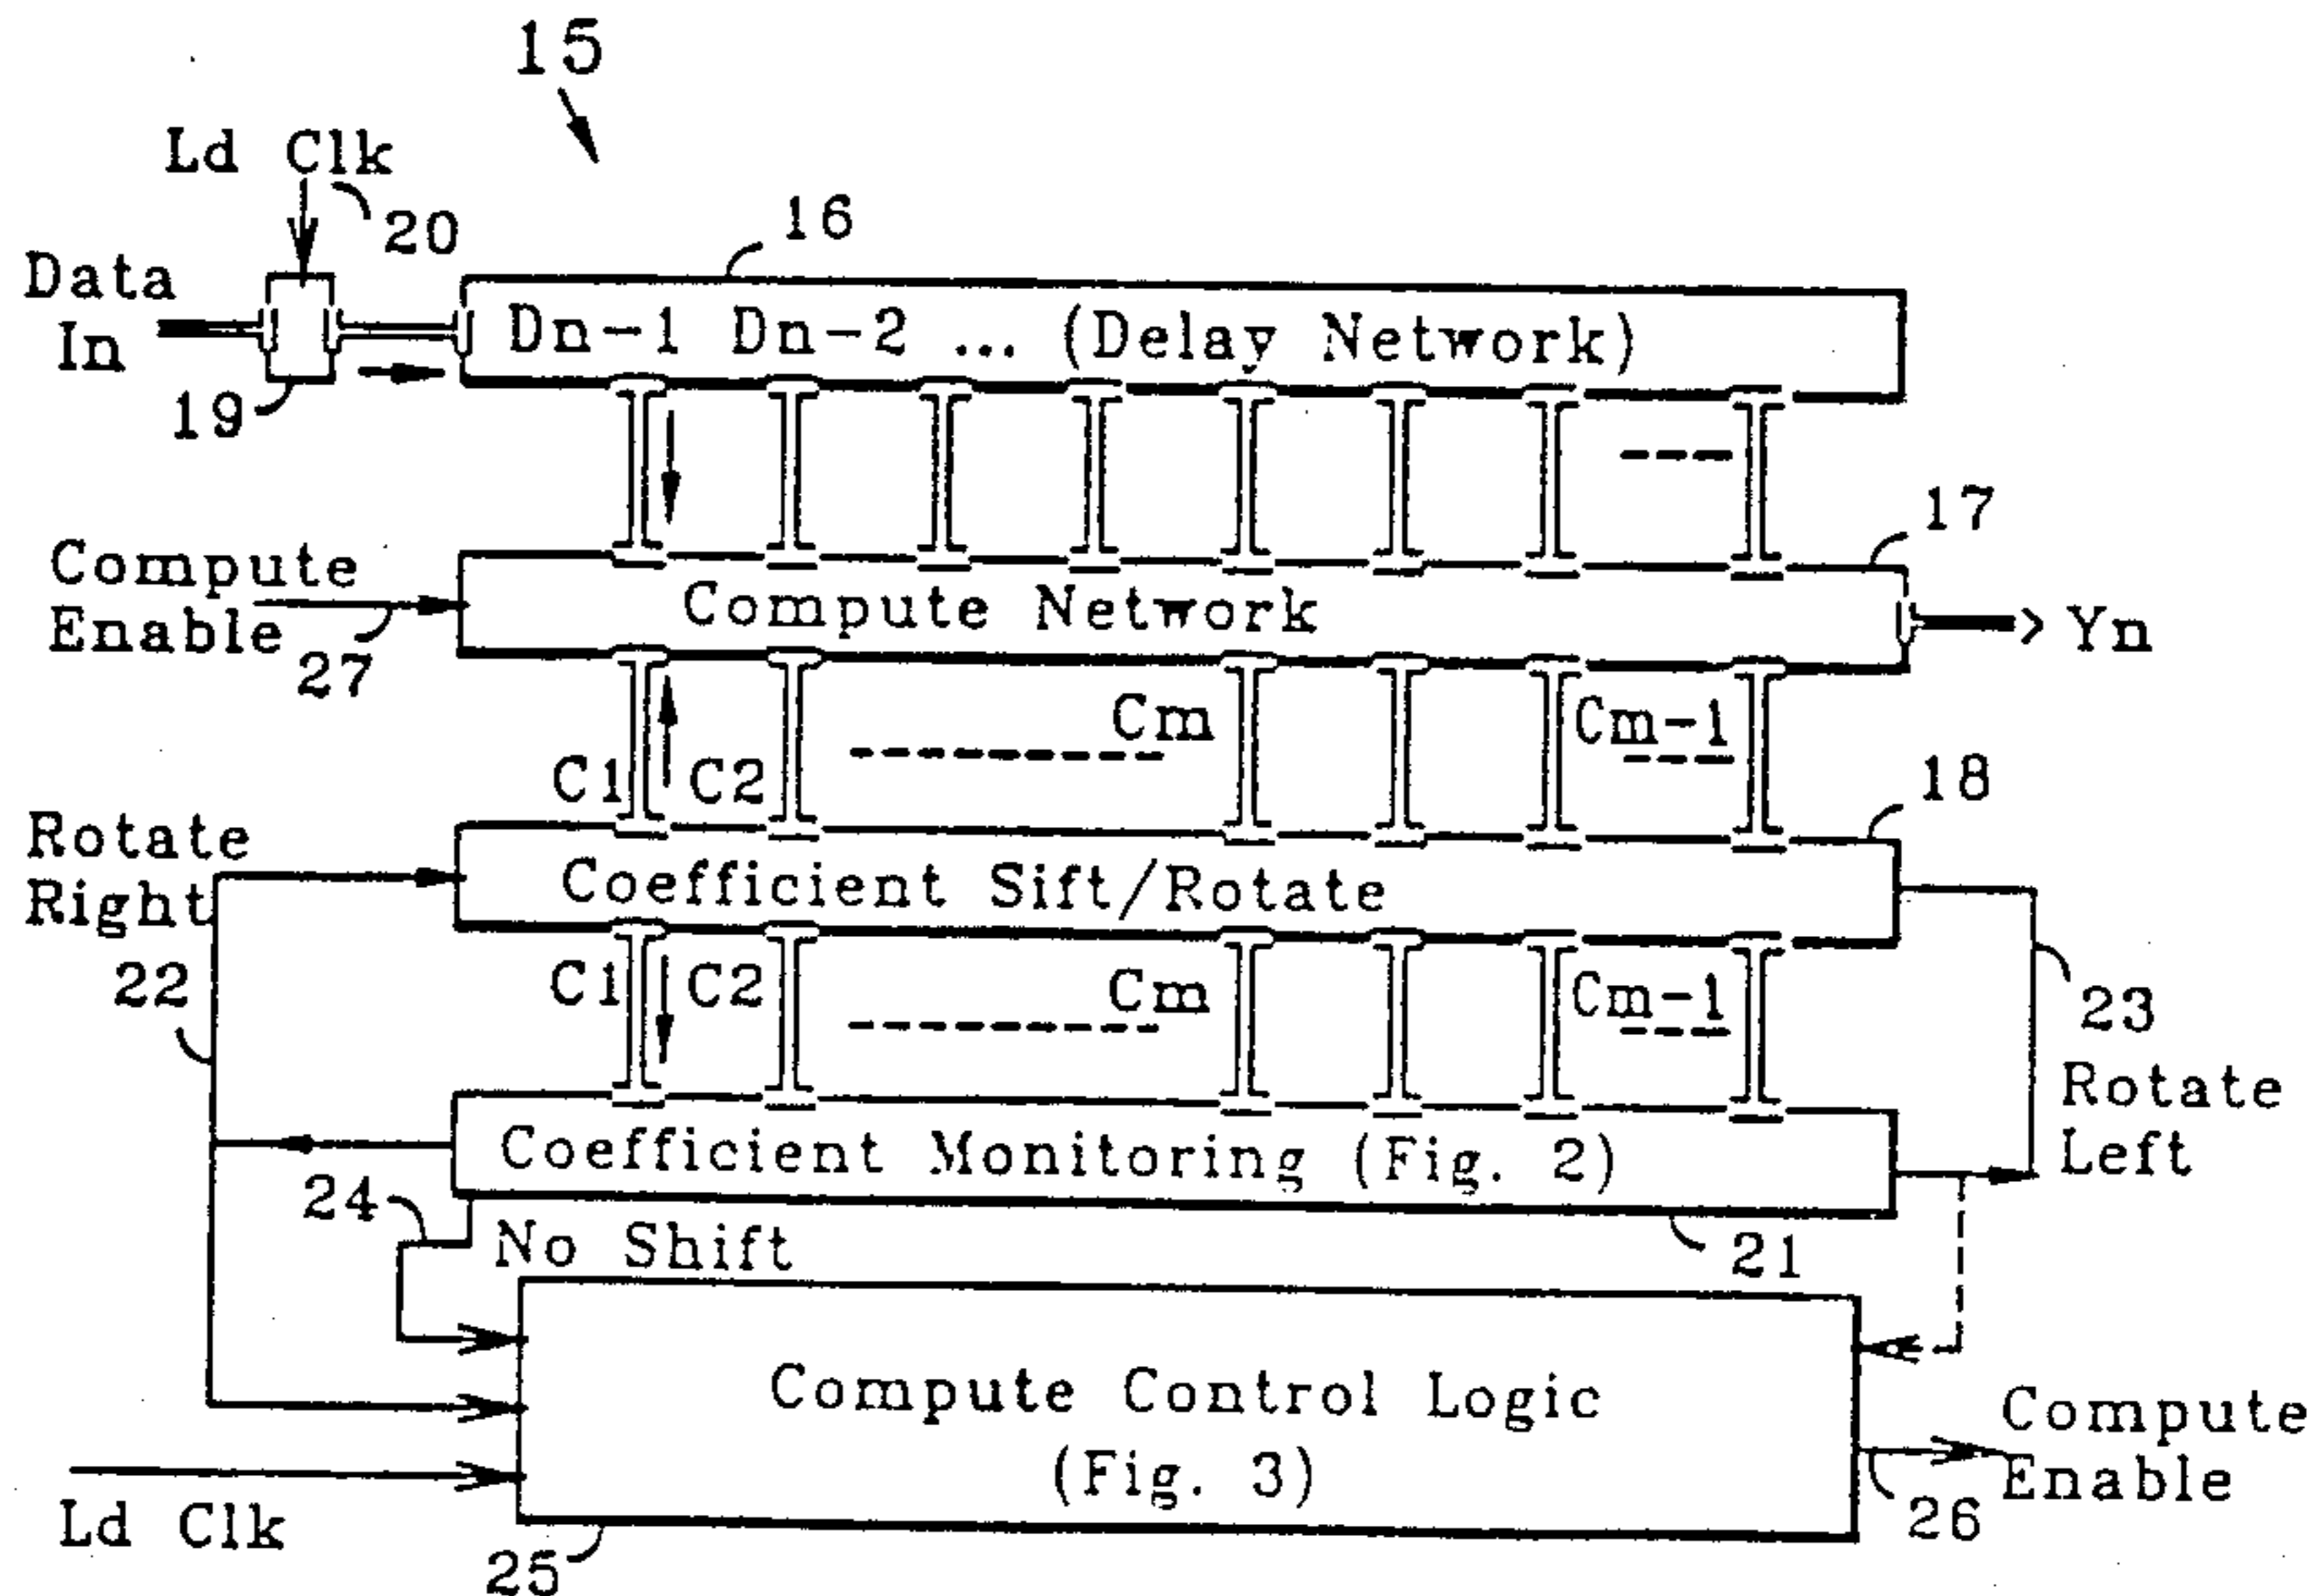 15
Ld Clk
20
16
Data
In
Dn-1 Dn-2 ... (Delay Network)
19
17
Compute
Enable
Compute Network
Yn
27
Cm
Cm-1
C1
C2
18
Rotate
Right
Coefficient Sift/Rotate
22
C1
C2
Cm
Cm-1
23
Rotate
Left
Coefficient Monitoring (Fig. 2)
24
No Shift
21
Compute Control Logic
(Fig. 3)
Compute
Enable
26
Ld Clk
25